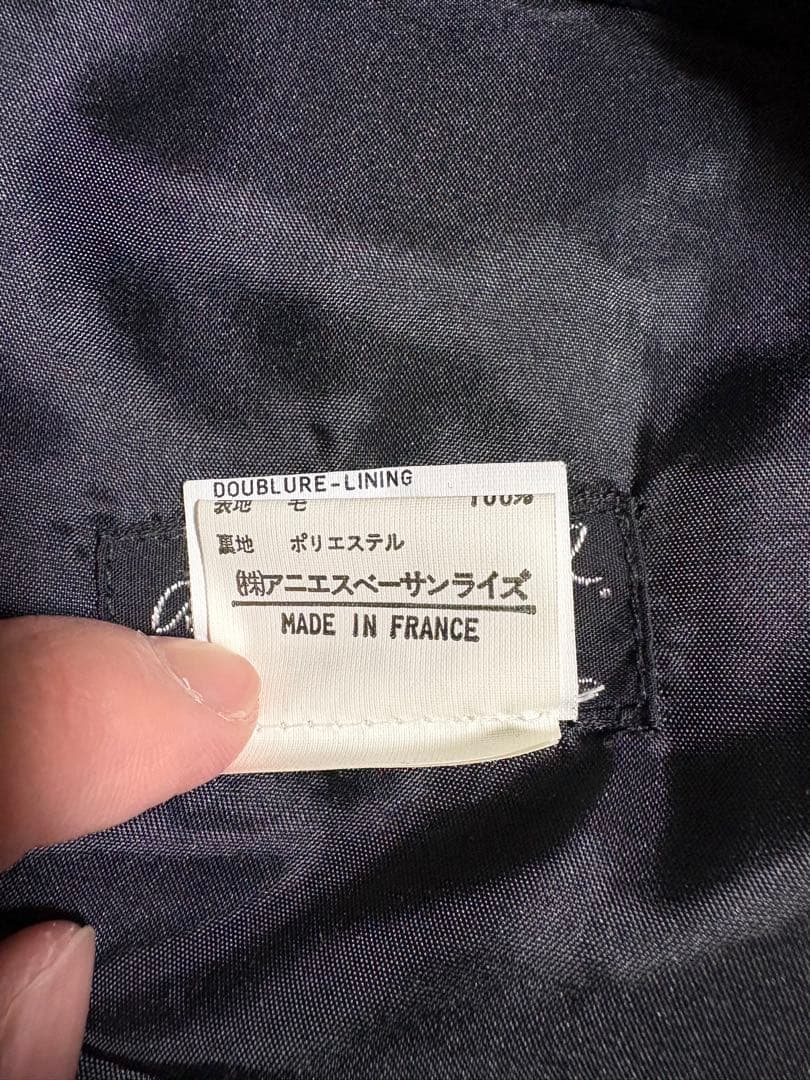 DOUBLURE-LINING
表地 毛 100%
裏地 ポリエステル
(株)アニエスベーサンライズ
MADE IN FRANCE